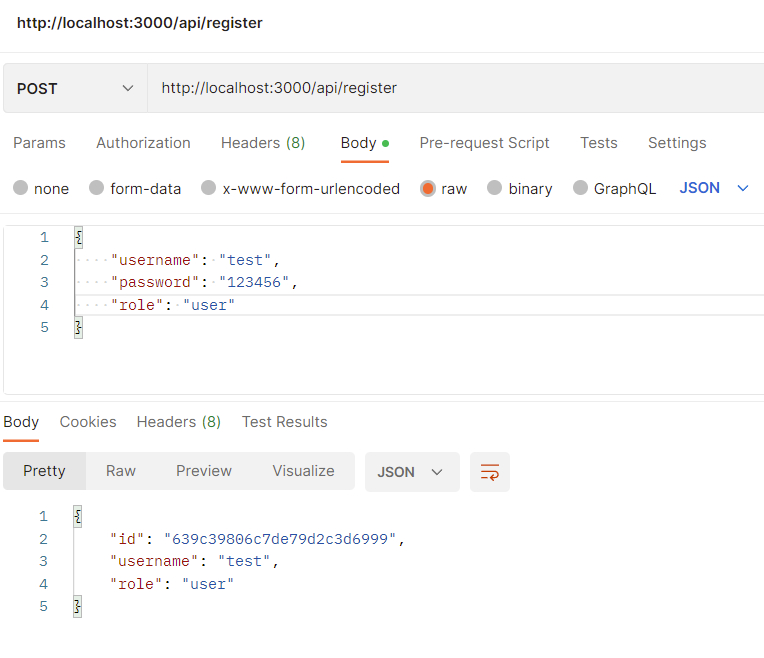 http://localhost:3000/api/register
POST http://localhost:3000/api/register
Params Authorization Headers (8) Body Pre-request Script Tests Settings
none form-data x-www-form-urlencoded raw binary GraphQL JSON
1 {
2 "username": "test",
3 "password": "123456",
4 "role": "user"
5 }
Body Cookies Headers (8) Test Results
Pretty Raw Preview Visualize JSON
1 {
2 "id": "639c39806c7de79d2c3d6999",
3 "username": "test",
4 "role": "user"
5 }